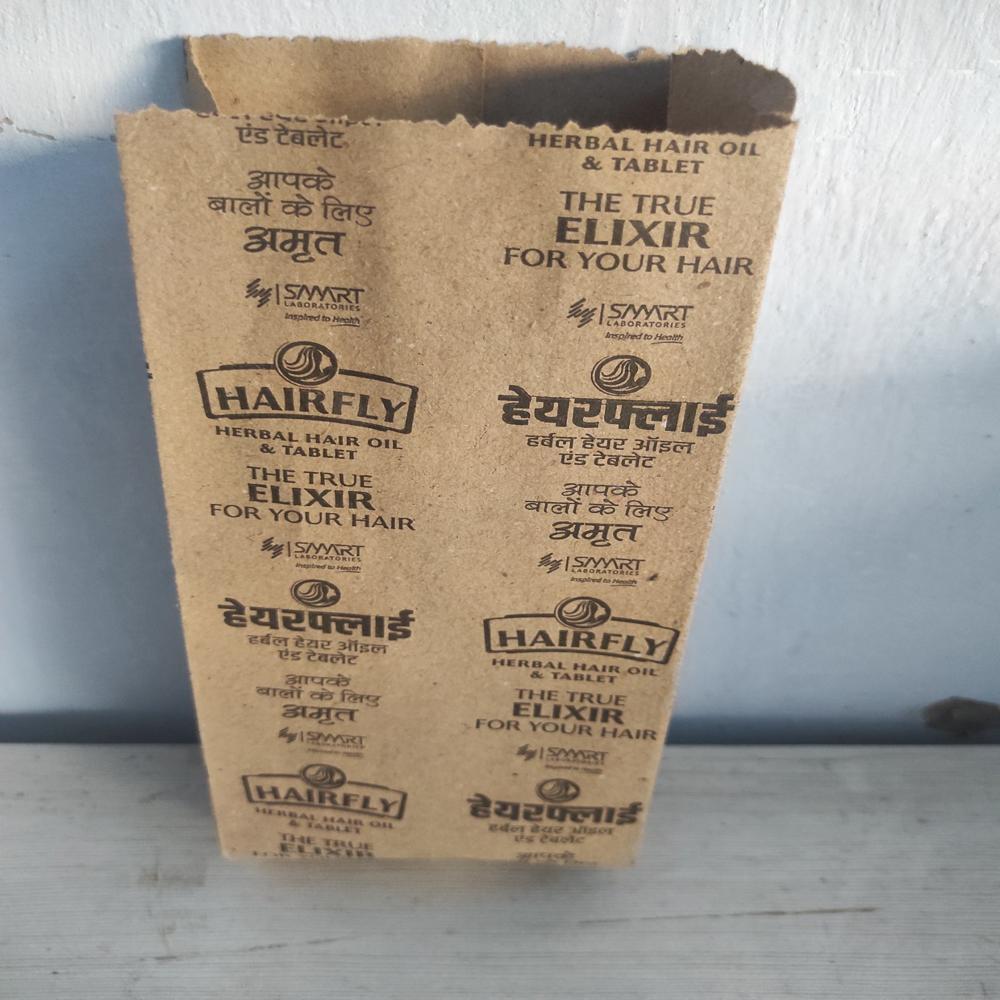 एंड टेबलेट
आपके
बालों के लिए
अमृत
SMART
LABORATORIES
Inspired to Health
HAIRFLY
HERBAL HAIR OIL
& TABLET
THE TRUE
ELIXIR
FOR YOUR HAIR
SMART
LABORATORIES
Inspired to Health
हेयरफ्लाई
हर्बल हेयर ऑइल
एंड टेबलेट
आपके
बालों के लिए
अमृत
SMART
LABORATORIES
HAIRFLY
HERBAL HAIR OIL
& TABLET
THE TRUE
ELIXIR
HERBAL HAIR OIL
& TABLET
THE TRUE
ELIXIR
FOR YOUR HAIR
SMART
LABORATORIES
Inspired to Health
हेयरफ्लाई
हर्बल हेयर ऑइल
एंड टेबलेट
आपके
बालों के लिए
अमृत
SMART
LABORATORIES
Inspired to Health
HAIRFLY
HERBAL HAIR OIL
& TABLET
THE TRUE
ELIXIR
FOR YOUR HAIR
SMART
LABORATORIES
हेयरफ्लाई
हर्बल हेयर ऑइल
एंड टेबलेट
आपके